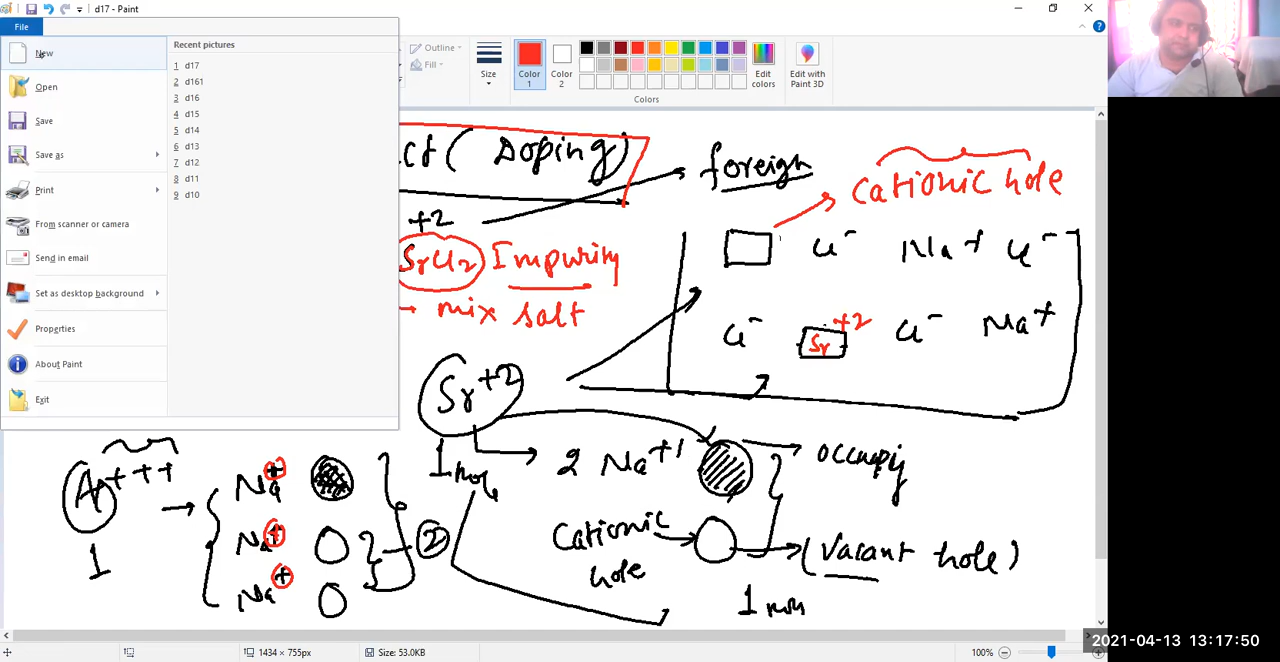 d17 - Paint
File
New
Open
Save
Save as
Print
From scanner or camera
Send in email
Set as desktop background
Properties
About Paint
Exit
Recent pictures
1 d17
2 d161
3 d16
4 d15
5 d14
6 d13
7 d12
8 d11
9 d10
Outline
Fill
Size
Color
1
Color
2
Edit
colors
Edit with
Paint 3D
Colors
ct( Doping)
foreign
Cationic hole
+2
SrCl2 Impurity
mix salt
Cl- Na+ Cl-
Cl- Sr+2 Cl- Na+
Sr+2
1 mole
2 Na+1
occupy
Cationic
hole
(Vacant hole)
1 mole
A+++
1
Na+
Na+
Na+
2
2021-04-13 13:17:50
1434 × 755px
Size: 53.0KB
100%